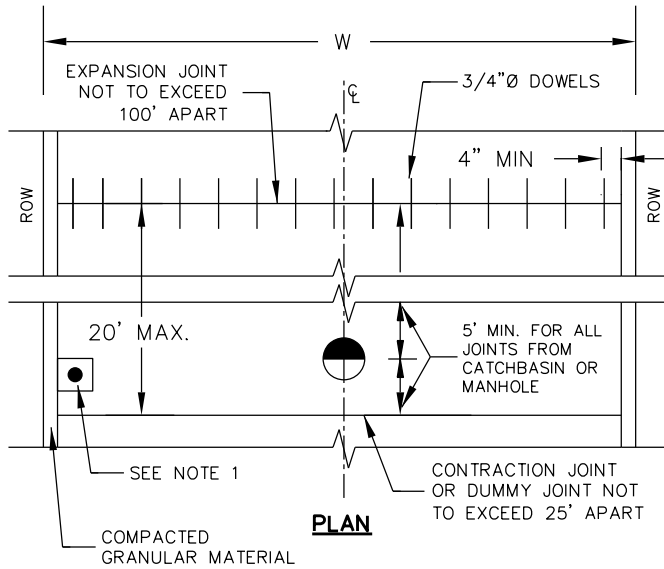 W
EXPANSION JOINT
NOT TO EXCEED
100' APART
℄
3/4"Ø DOWELS
4" MIN
ROW
ROW
20' MAX.
5' MIN. FOR ALL
JOINTS FROM
CATCHBASIN OR
MANHOLE
SEE NOTE 1
CONTRACTION JOINT
OR DUMMY JOINT NOT
TO EXCEED 25' APART
PLAN
COMPACTED
GRANULAR MATERIAL